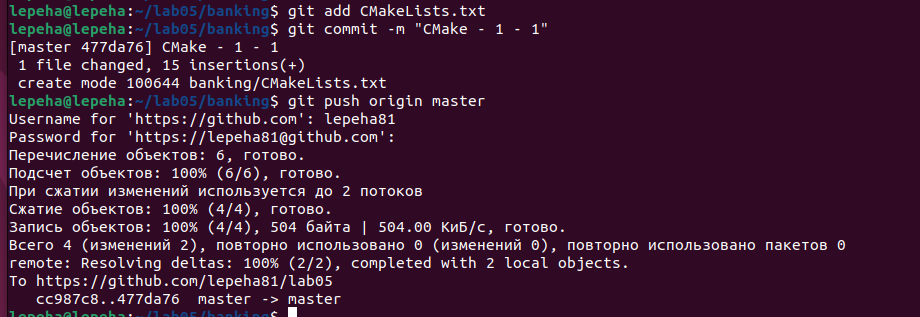 lepeha@lepeha:~/lab05/banking$ git add CMakeLists.txt
lepeha@lepeha:~/lab05/banking$ git commit -m "CMake - 1 - 1"
[master 477da76] CMake - 1 - 1
 1 file changed, 15 insertions(+)
 create mode 100644 banking/CMakeLists.txt
lepeha@lepeha:~/lab05/banking$ git push origin master
Username for 'https://github.com': lepeha81
Password for 'https://lepeha81@github.com':
Перечисление объектов: 6, готово.
Подсчет объектов: 100% (6/6), готово.
При сжатии изменений используется до 2 потоков
Сжатие объектов: 100% (4/4), готово.
Запись объектов: 100% (4/4), 504 байта | 504.00 КиБ/с, готово.
Всего 4 (изменений 2), повторно использовано 0 (изменений 0), повторно использовано пакетов 0
remote: Resolving deltas: 100% (2/2), completed with 2 local objects.
To https://github.com/lepeha81/lab05
   cc987c8..477da76  master -> master
lepeha@lepeha:~/lab05/banking$